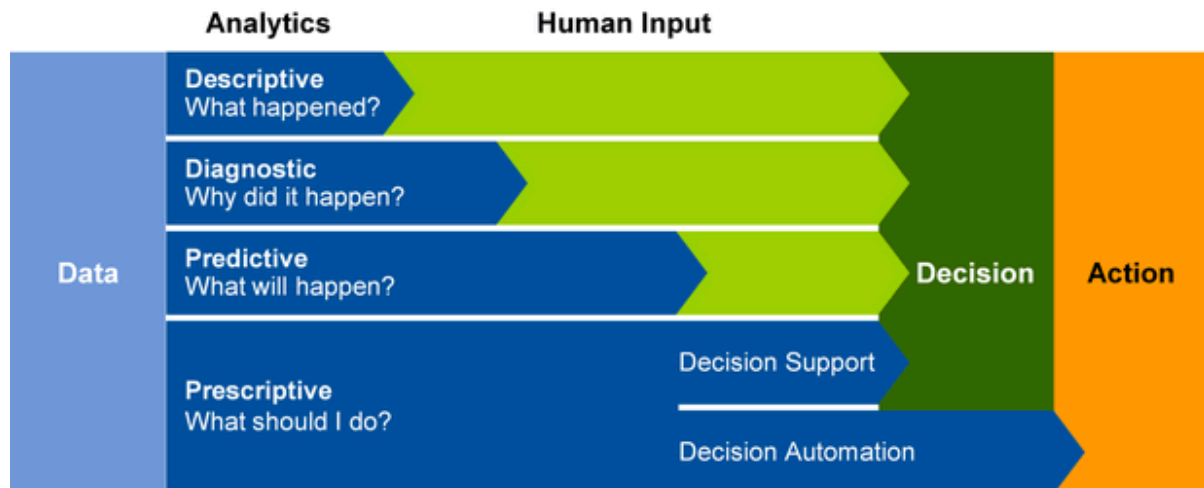 Analytics
Human Input
Data
Descriptive
What happened?
Diagnostic
Why did it happen?
Predictive
What will happen?
Prescriptive
What should I do?
Decision Support
Decision Automation
Decision
Action